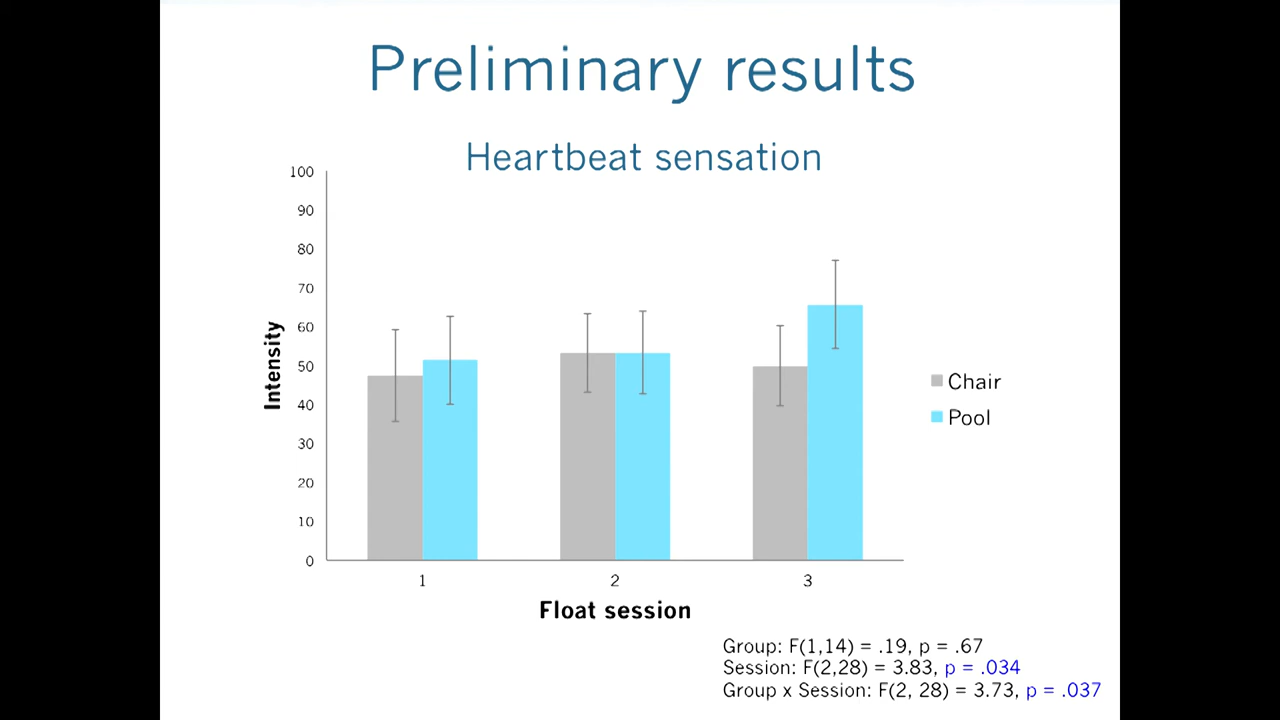 Preliminary results
Heartbeat sensation
100
90
80
70
60
50
40
30
20
10
0
Intensity
1
2
3
Float session
Chair
Pool
Group: F(1,14) = .19, p = .67
Session: F(2,28) = 3.83, p = .034
Group x Session: F(2, 28) = 3.73, p = .037